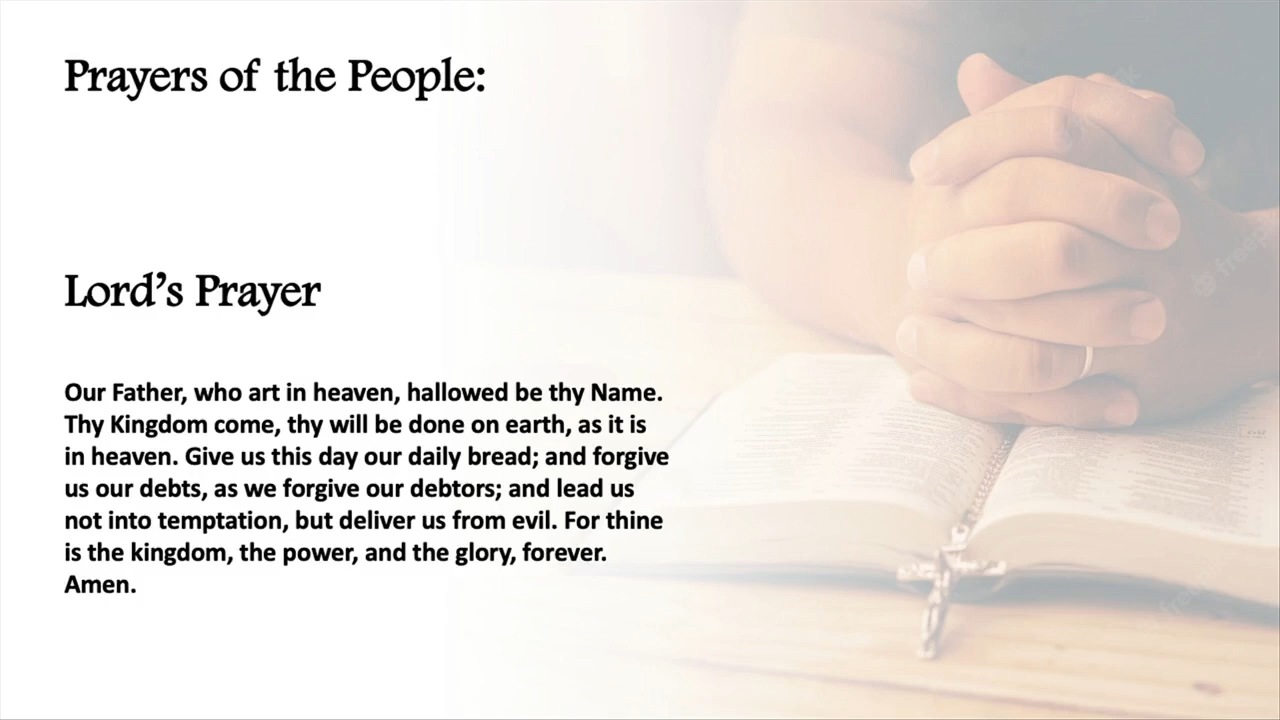 Prayers of the People:
Lord's Prayer
Our Father, who art in heaven, hallowed be thy Name.
Thy Kingdom come, thy will be done on earth, as it is
in heaven. Give us this day our daily bread; and forgive
us our debts, as we forgive our debtors; and lead us
not into temptation, but deliver us from evil. For thine
is the kingdom, the power, and the glory, forever.
Amen.